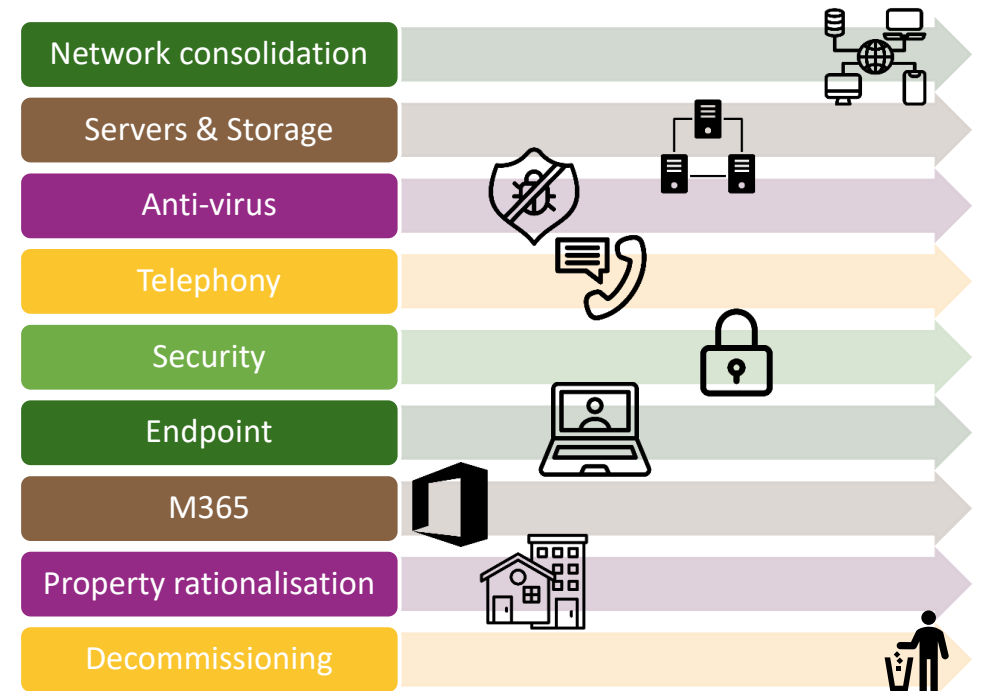 Network consolidation
Servers & Storage
Anti-virus
Telephony
Security
Endpoint
M365
Property rationalisation
Decommissioning